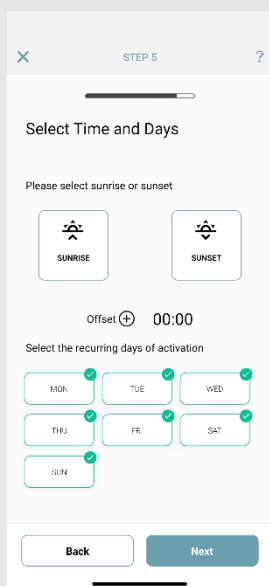 STEP 5
?
Select Time and Days
Please select sunrise or sunset
SUNRISE SUNSET
Offset 00:00
Select the recurring days of activation
MON TUE WED
THU FRI SAT
SUN
Back Next